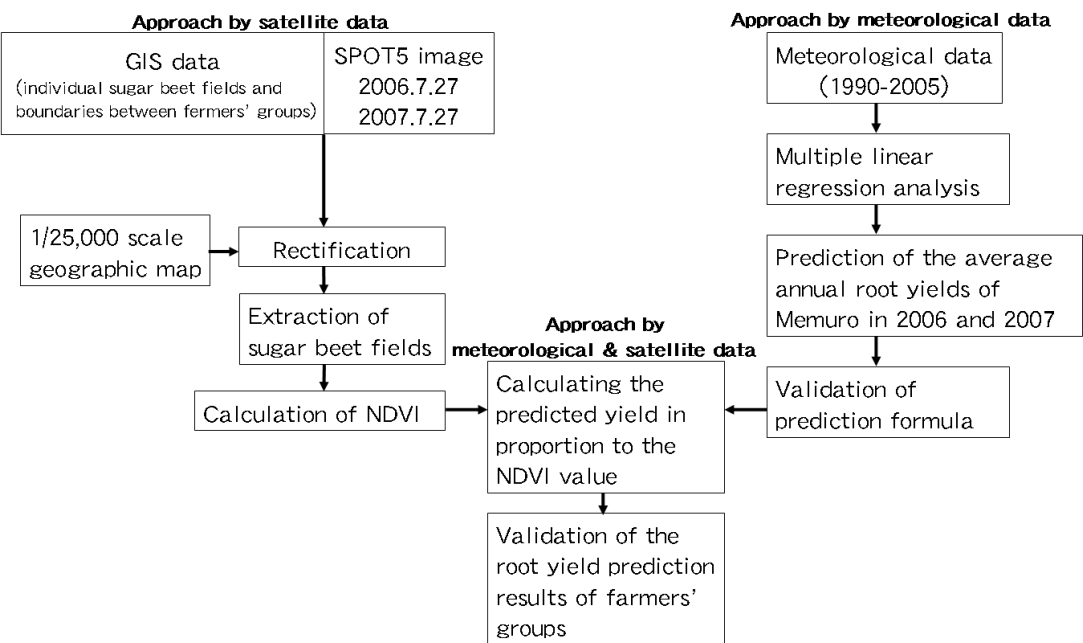 Approach by satellite data
GIS data
(individual sugar beet fields and
boundaries between fermers' groups)
SPOT5 image
2006.7.27
2007.7.27
1/25,000 scale
geographic map
Rectification
Extraction of
sugar beet fields
Calculation of NDVI
Approach by
meteorological & satellite data
Calculating the
predicted yield in
proportion to the
NDVI value
Validation of the
root yield prediction
results of farmers'
groups
Approach by meteorological data
Meteorological data
(1990-2005)
Multiple linear
regression analysis
Prediction of the average
annual root yields of
Memuro in 2006 and 2007
Validation of
prediction formula